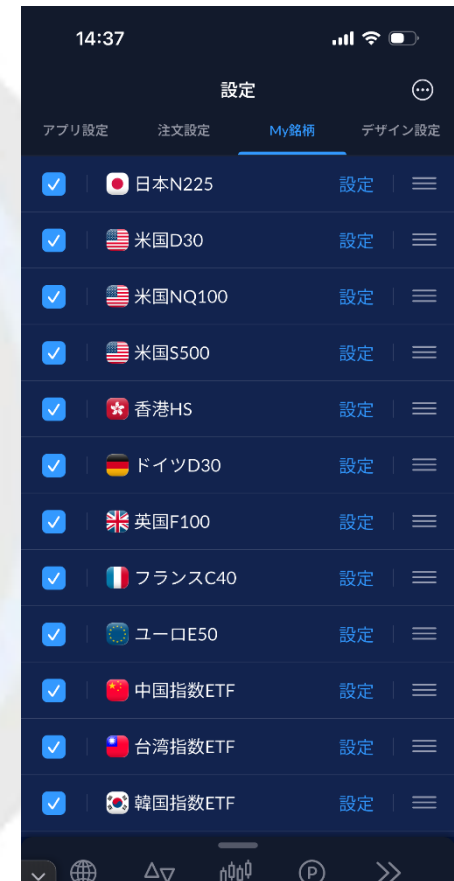 14:37
設定
アプリ設定 注文設定 My銘柄 デザイン設定
日本N225 設定
米国D30 設定
米国NQ100 設定
米国S500 設定
香港HS 設定
ドイツD30 設定
英国F100 設定
フランスC40 設定
ユーロE50 設定
中国指数ETF 設定
台湾指数ETF 設定
韓国指数ETF 設定
P